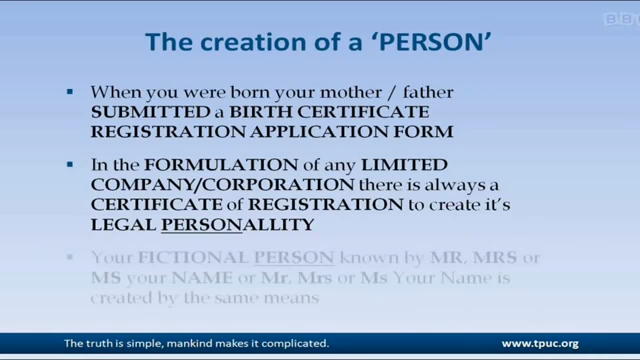 BBC
The creation of a ‘PERSON’
▪ When you were born your mother / father
SUBMITTED a BIRTH CERTIFICATE
REGISTRATION APPLICATION FORM
▪ In the FORMULATION of any LIMITED
COMPANY/CORPORATION there is always a
CERTIFICATE of REGISTRATION to create it's
LEGAL PERSONALLITY
▪ Your FICTIONAL PERSON known by MR, MRS or
MS your NAME or Mr, Mrs or Ms Your Name is
created by the same means
The truth is simple, mankind makes it complicated.
www.tpuc.org